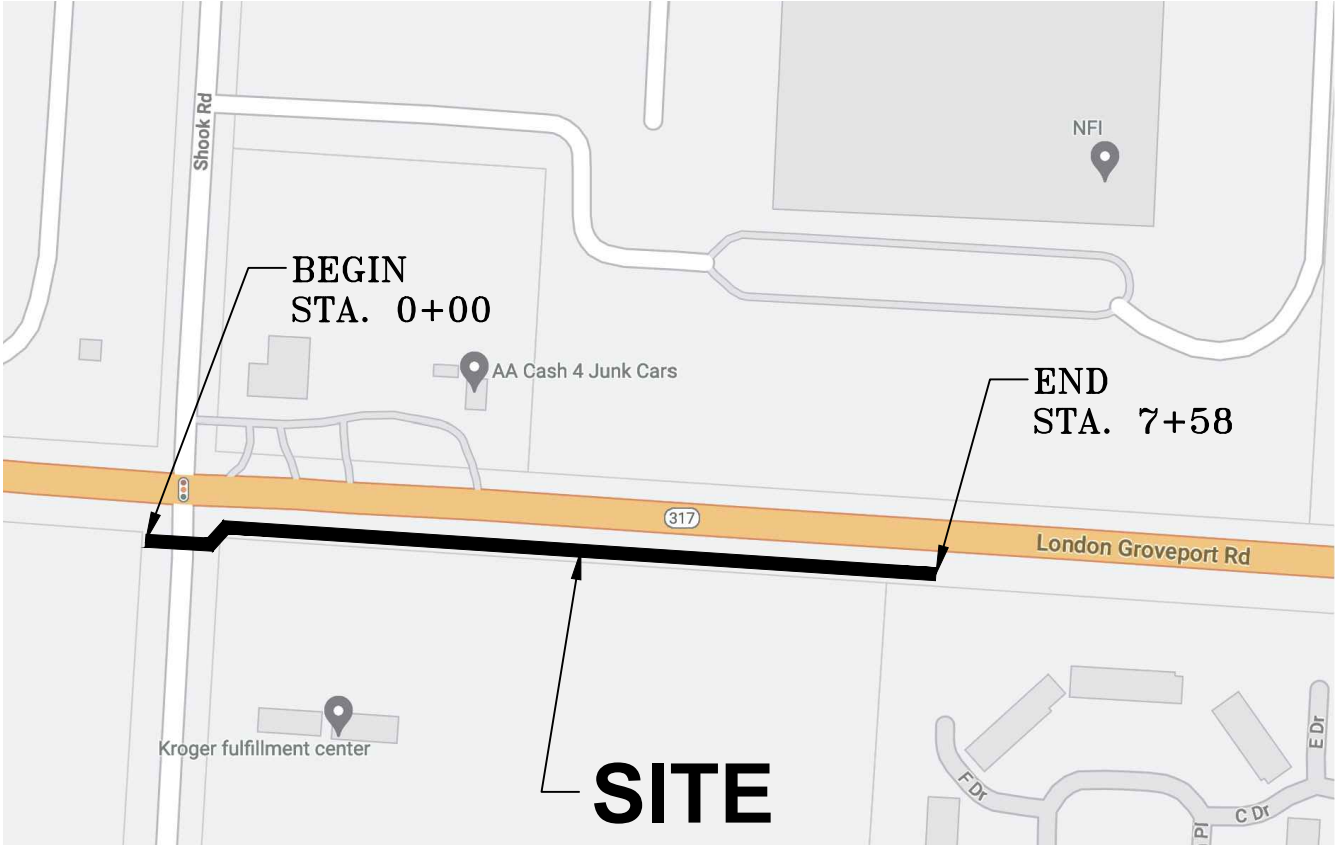 Shook Rd
NFI
BEGIN
STA. 0+00
AA Cash 4 Junk Cars
END
STA. 7+58
317
London Groveport Rd
Kroger fulfillment center
SITE
F Dr
E Dr
C Dr
Pl